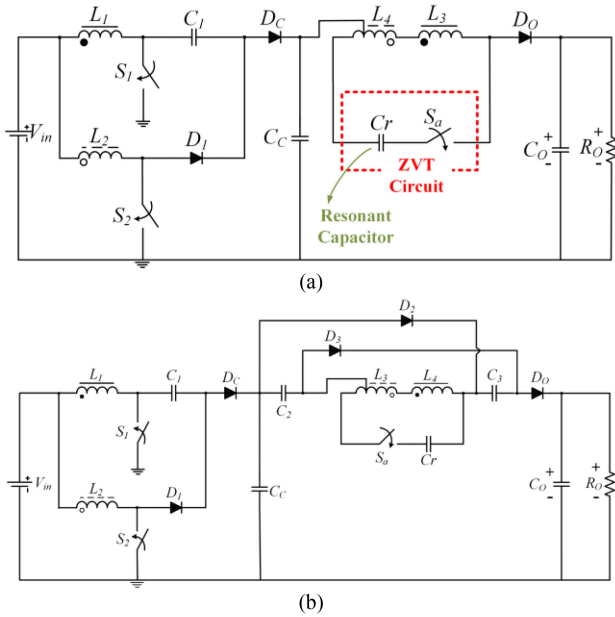 L1 C1 DC L4 L3 DO
S1
Vin L2 D1 CC Cr Sa CO + - RO + -
ZVT
Circuit
S2
Resonant
Capacitor
(a)
D2
D3
L1 C1 DC C2 L3 L4 C3 DO
S1
Sa Cr
Vin L2 D1 CC CO + - RO + -
S2
(b)